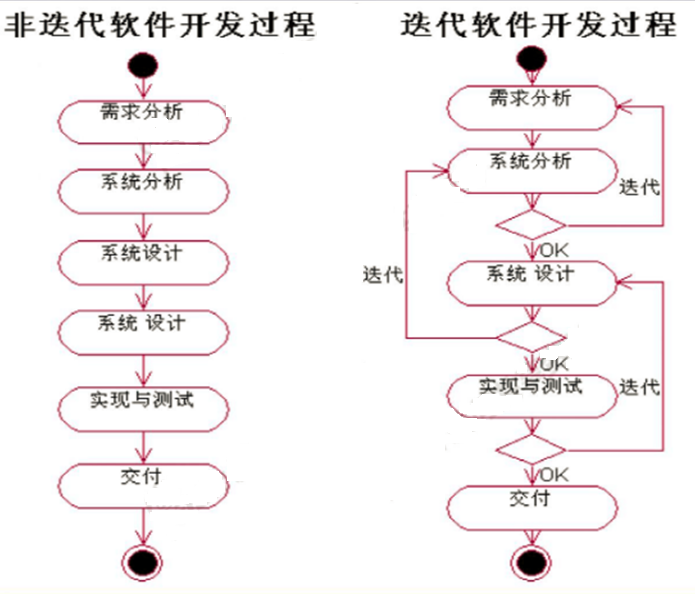 非迭代软件开发过程
需求分析
系统分析
系统设计
系统 设计
实现与测试
交付
迭代软件开发过程
需求分析
系统分析
迭代
OK
系统 设计
迭代
OK
实现与测试
迭代
OK
交付